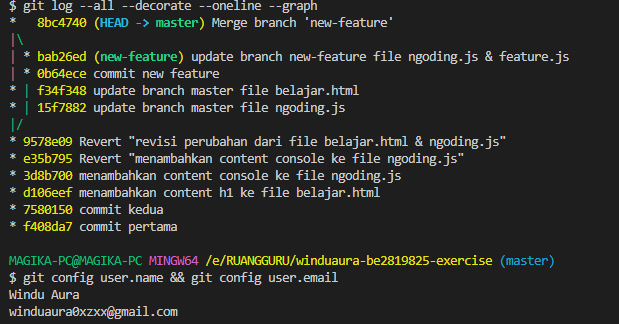 $ git log --all --decorate --oneline --graph
*   8bc4740 (HEAD -> master) Merge branch 'new-feature'
|\
| * bab26ed (new-feature) update branch new-feature file ngoding.js & feature.js
| * 0b64ece commit new feature
* | f34f348 update branch master file belajar.html
* | 15f7882 update branch master file ngoding.js
|/
* 9578e09 Revert "revisi perubahan dari file belajar.html & ngoding.js"
* e35b795 Revert "menambahkan content console ke file ngoding.js"
* 3d8b700 menambahkan content console ke file ngoding.js
* d106eef menambahkan content h1 ke file belajar.html
* 7580150 commit kedua
* f408da7 commit pertama
MAGIKA-PC@MAGIKA-PC MINGW64 /e/RUANGGURU/winduaura-be2819825-exercise (master)
$ git config user.name && git config user.email
Windu Aura
winduaura0xzxx@gmail.com